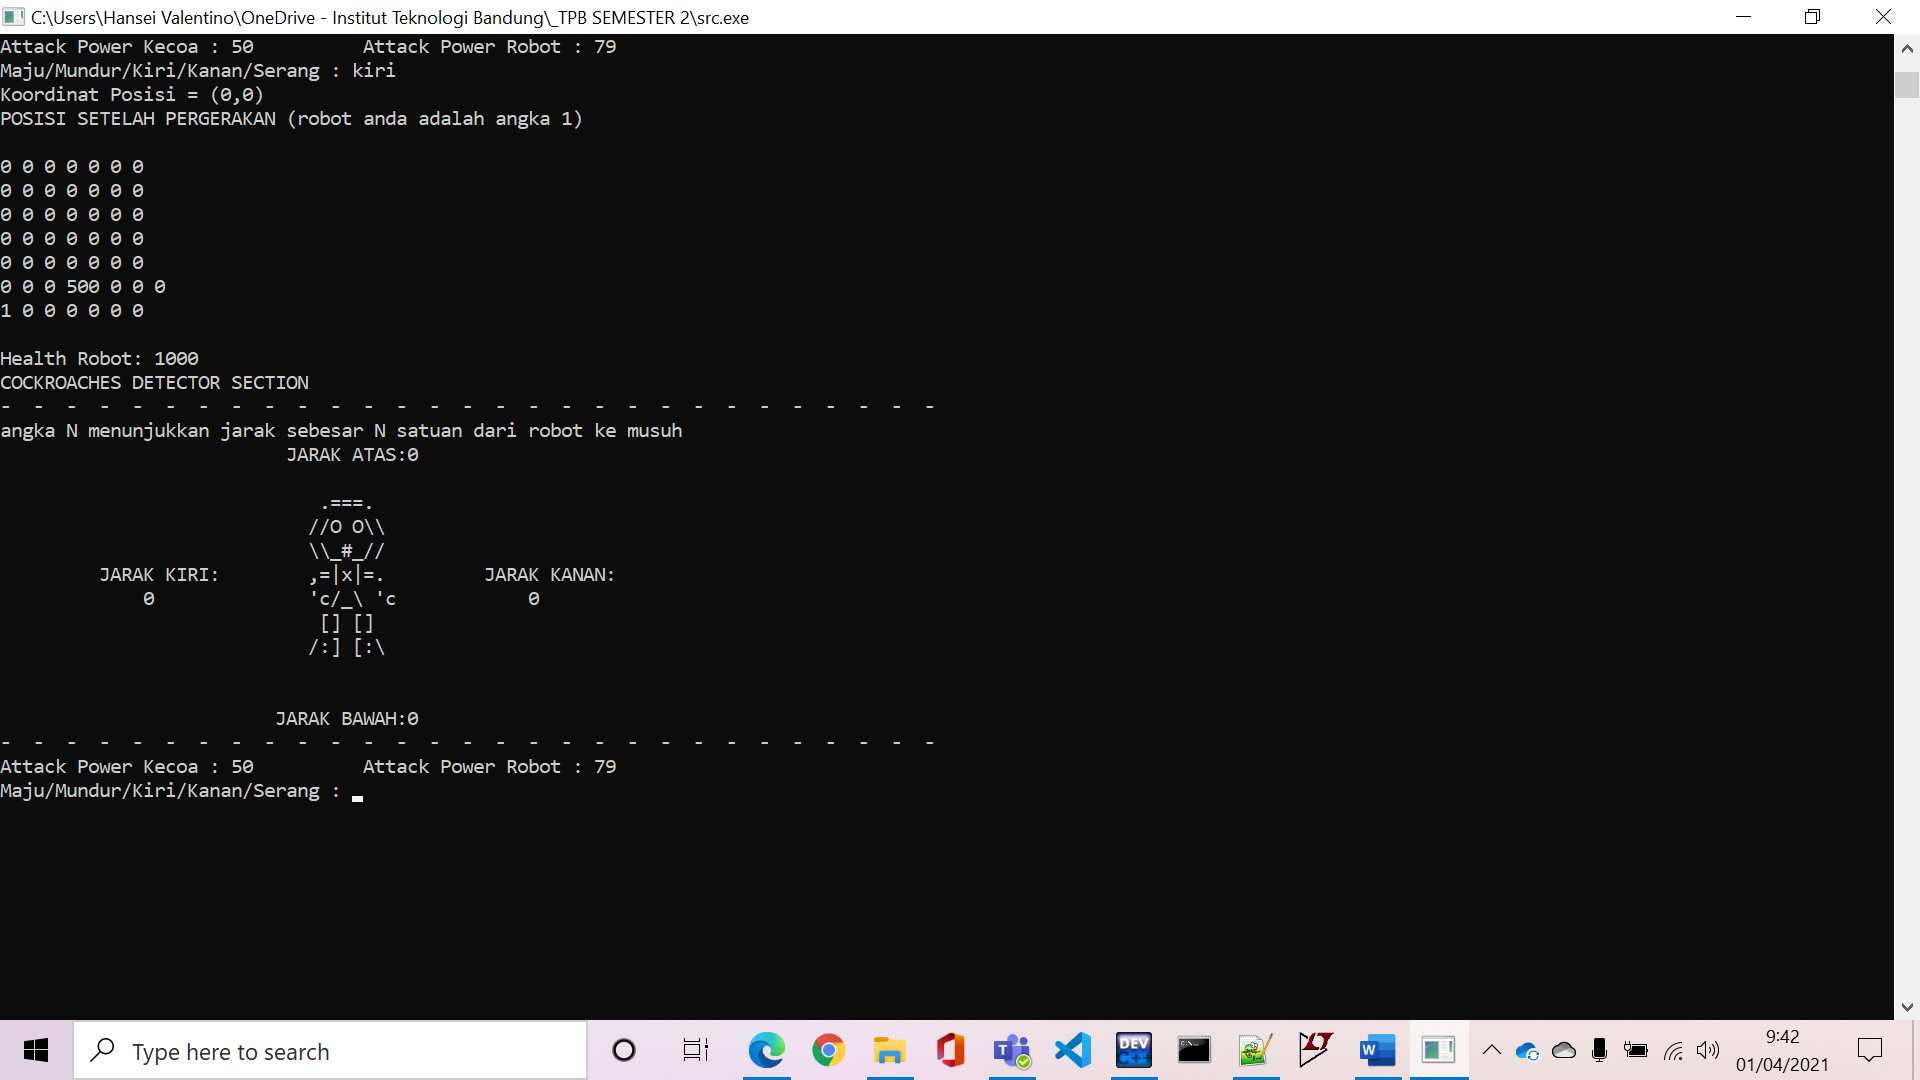 C:\Users\Hansei Valentino\OneDrive - Institut Teknologi Bandung\_TPB SEMESTER 2\src.exe
Attack Power Kecoa : 50          Attack Power Robot : 79
Maju/Mundur/Kiri/Kanan/Serang : kiri
Koordinat Posisi = (0,0)
POSISI SETELAH PERGERAKAN (robot anda adalah angka 1)
0 0 0 0 0 0 0
0 0 0 0 0 0 0
0 0 0 0 0 0 0
0 0 0 0 0 0 0
0 0 0 0 0 0 0
0 0 0 500 0 0 0
1 0 0 0 0 0 0
Health Robot: 1000
COCKROACHES DETECTOR SECTION
-  -  -  -  -  -  -  -  -  -  -  -  -  -  -  -  -  -  -  -  -  -  -  -  -  -  -  -  -
angka N menunjukkan jarak sebesar N satuan dari robot ke musuh
JARAK ATAS:0
.===.
//O O\\
\\_#_//
JARAK KIRI:        ,=|x|=.         JARAK KANAN:
0              'c/_\ 'c            0
[] []
/:] [:\
JARAK BAWAH:0
-  -  -  -  -  -  -  -  -  -  -  -  -  -  -  -  -  -  -  -  -  -  -  -  -  -  -  -  -
Attack Power Kecoa : 50          Attack Power Robot : 79
Maju/Mundur/Kiri/Kanan/Serang :
Type here to search
DEV C++
9:42
01/04/2021